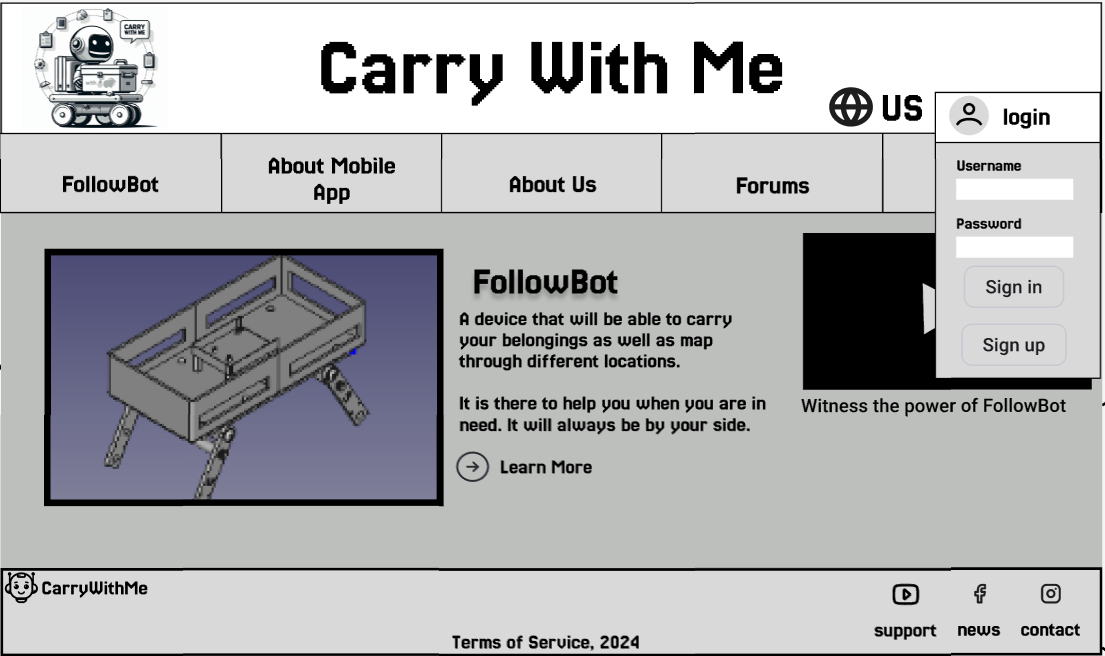 CARRY
WITH ME
Carry With Me
US
login
FollowBot
About Mobile
App
About Us
Forums
Username
Password
Sign in
Sign up
FollowBot
A device that will be able to carry
your belongings as well as map
through different locations.
It is there to help you when you are in
need. It will always be by your side.
Learn More
Witness the power of FollowBot
CarryWithMe
support
news
contact
Terms of Service, 2024